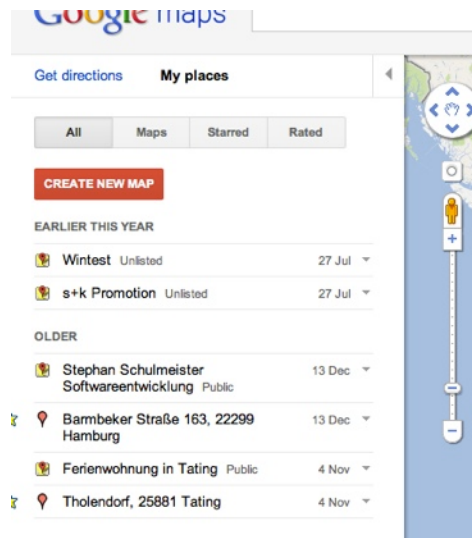 Google maps
Get directions My places
All Maps Starred Rated
CREATE NEW MAP
EARLIER THIS YEAR
Wintest Unlisted 27 Jul
s+k Promotion Unlisted 27 Jul
OLDER
Stephan Schulmeister 13 Dec
Softwareentwicklung Public
Barmbeker Straße 163, 22299 13 Dec
Hamburg
Ferienwohnung in Tating Public 4 Nov
Tholendorf, 25881 Tating 4 Nov